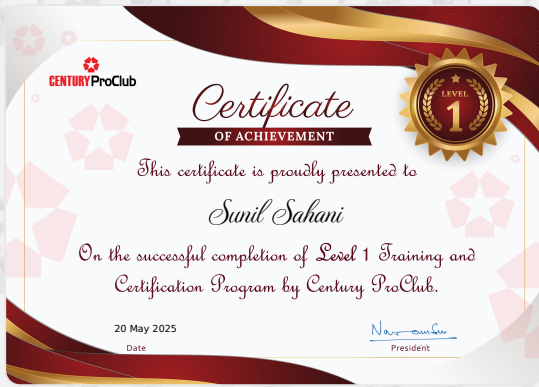 CENTURY ProClub
LEVEL
1
Certificate
OF ACHIEVEMENT
This certificate is proudly presented to
Sunil Sahani
On the successful completion of Level 1 Training and
Certification Program by Century ProClub.
20 May 2025
Date
President